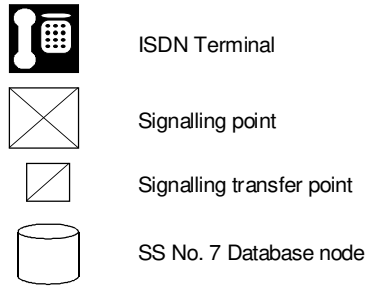 ISDN Terminal
Signalling point
Signalling transfer point
SS No. 7 Database node